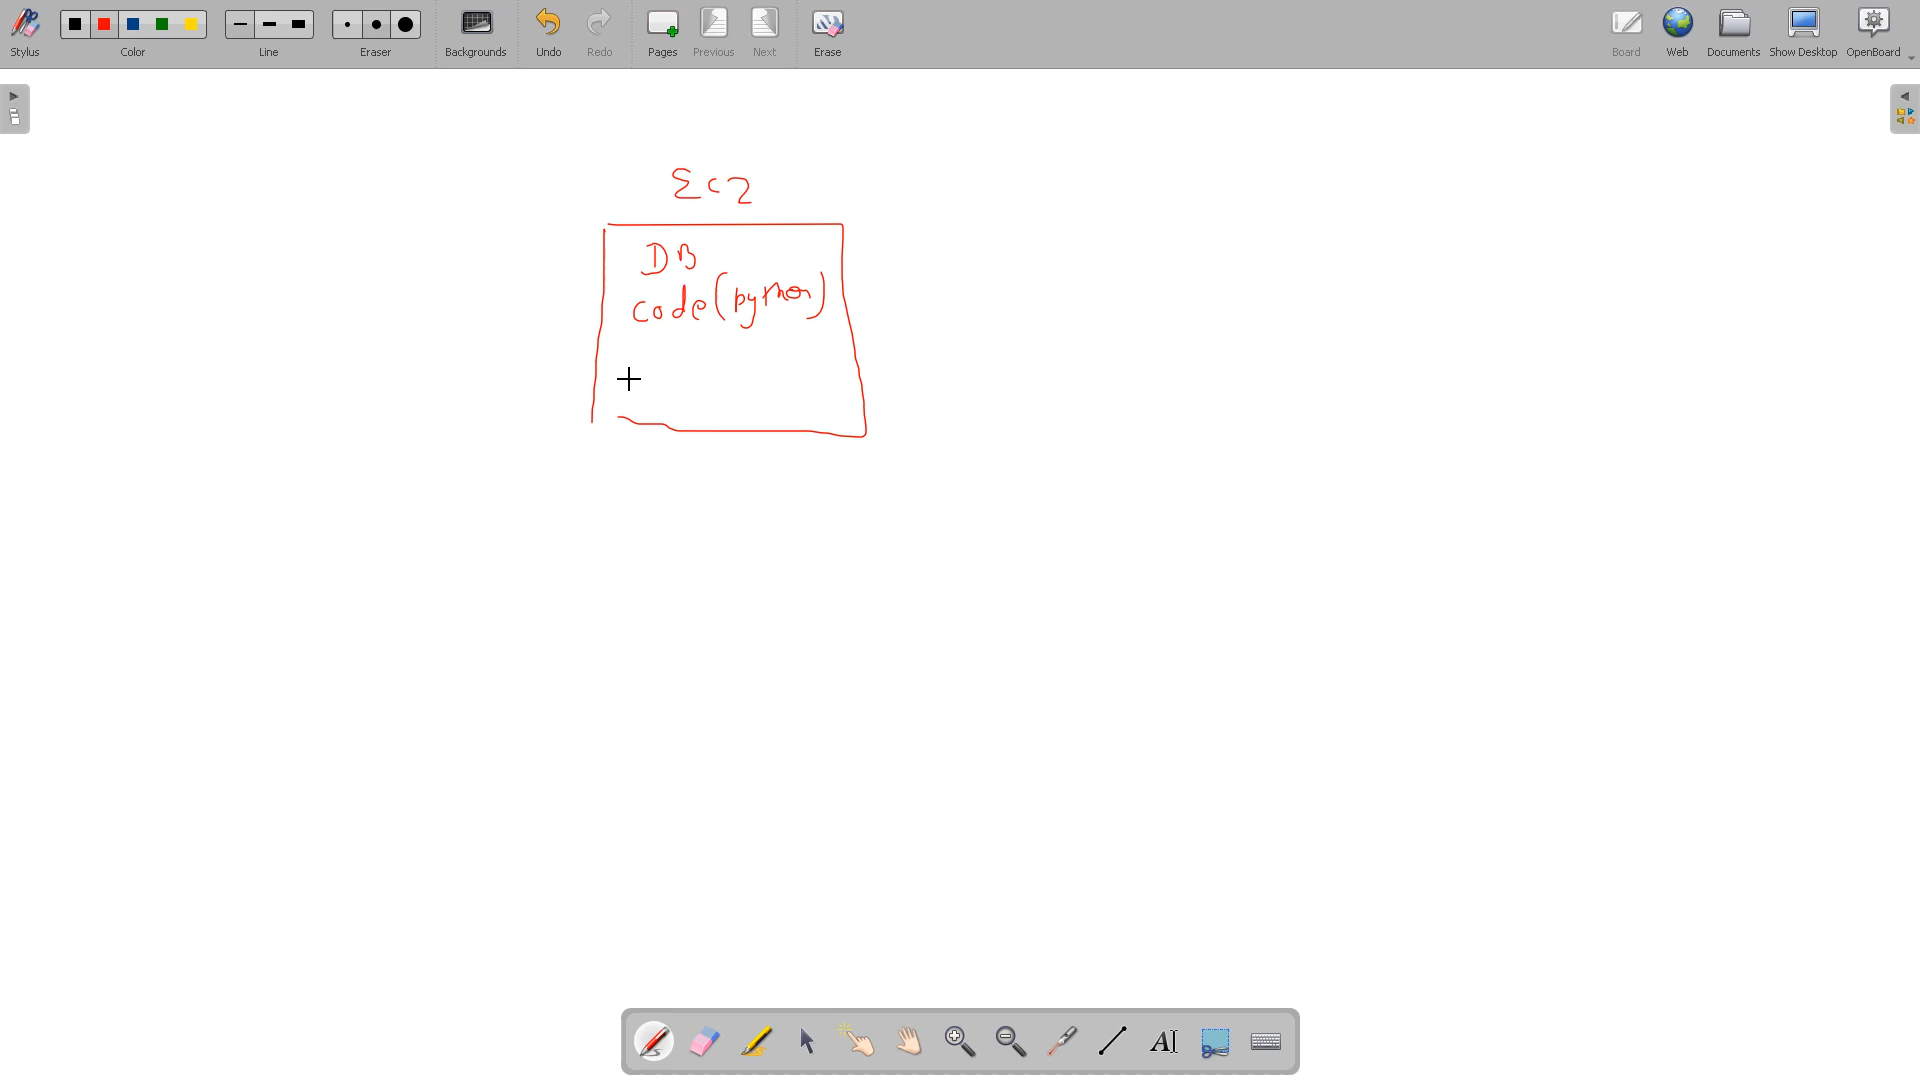 Stylus Color Line Eraser Backgrounds Undo Redo Pages Previous Next Erase Board Web Documents Show Desktop OpenBoard
Ec2
DB
code(python)
AI